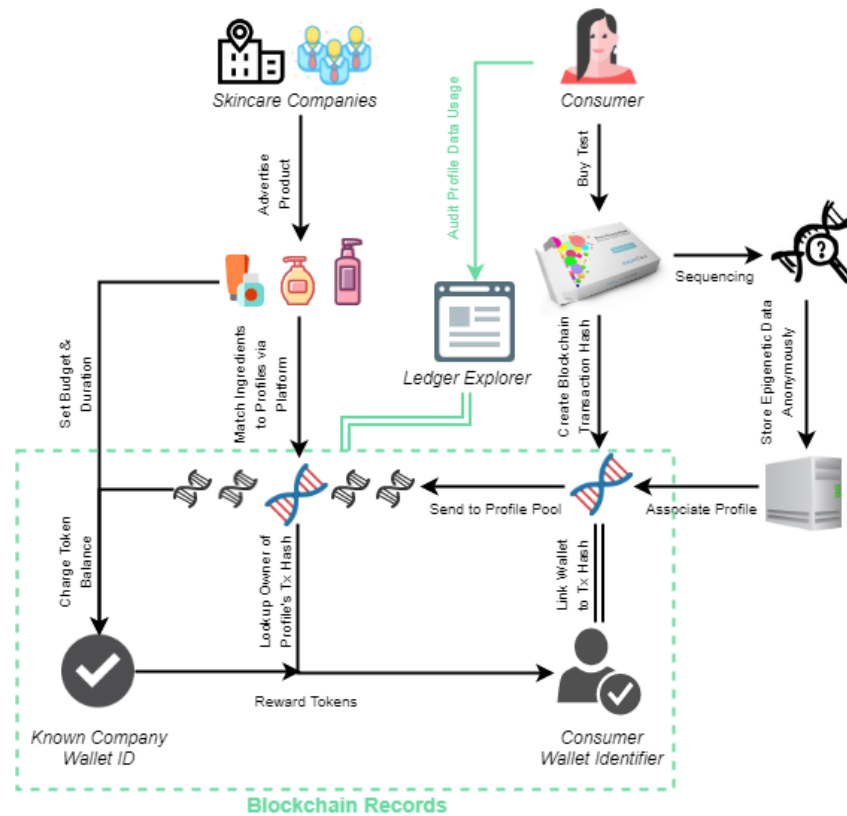 Skincare Companies
Consumer
Audit Profile Data Usage
Advertise
Product
Buy Test
Sequencing
Set Budget &
Duration
Match Ingredients
to Profiles via
Platform
Ledger Explorer
Create Blockchain
Transaction Hash
Store Epigenetic Data
Anonymously
Send to Profile Pool
Associate Profile
Charge Token
Balance
Lookup Owner of
Profile's Tx Hash
Link Wallet
to Tx Hash
Reward Tokens
Known Company
Wallet ID
Consumer
Wallet Identifier
Blockchain Records
?